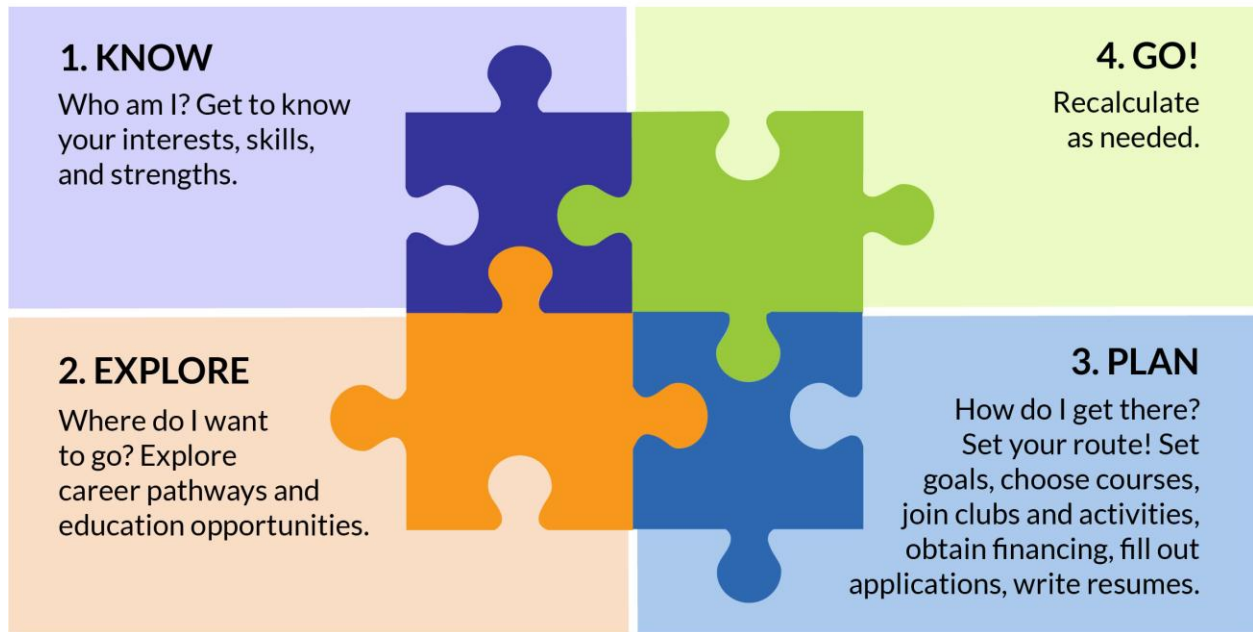 1. KNOW
Who am I? Get to know
your interests, skills,
and strengths.
2. EXPLORE
Where do I want
to go? Explore
career pathways and
education opportunities.
3. PLAN
How do I get there?
Set your route! Set
goals, choose courses,
join clubs and activities,
obtain financing, fill out
applications, write resumes.
4. GO!
Recalculate
as needed.